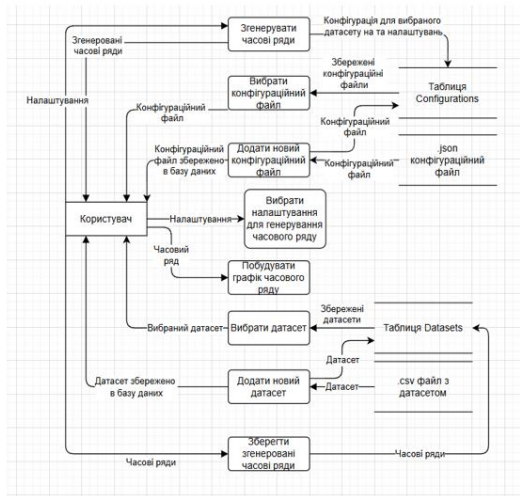 Згенерувати
часові ряди
Конфігурація для вибраного
датасету на та налаштувань
Згенеровані
часові ряди
Налаштування
Збережені
конфігураційні
файли
Вибрати
конфігураційний
файл
Таблиця
Configurations
Конфігураційний
файл
Конфігураційний
файл
Конфігураційний
файл збережено
в базу даних
Додати новий
конфігураційний
файл
Конфігураційний
файл
.json
конфігураційний
файл
Користувач
Налаштування
Вибрати
налаштування
для генерування
часового ряду
Часовий
ряд
Побудувати
графік часового
ряду
Збережені
датасети
Вибраний датасет
Вибрати датасет
Таблиця Datasets
Датасет
Датасет збережено
в базу даних
Додати новий
датасет
Датасет
.csv файл з
датасетом
Часові ряди
Зберегти
згенеровані
часові ряди
Часові ряди